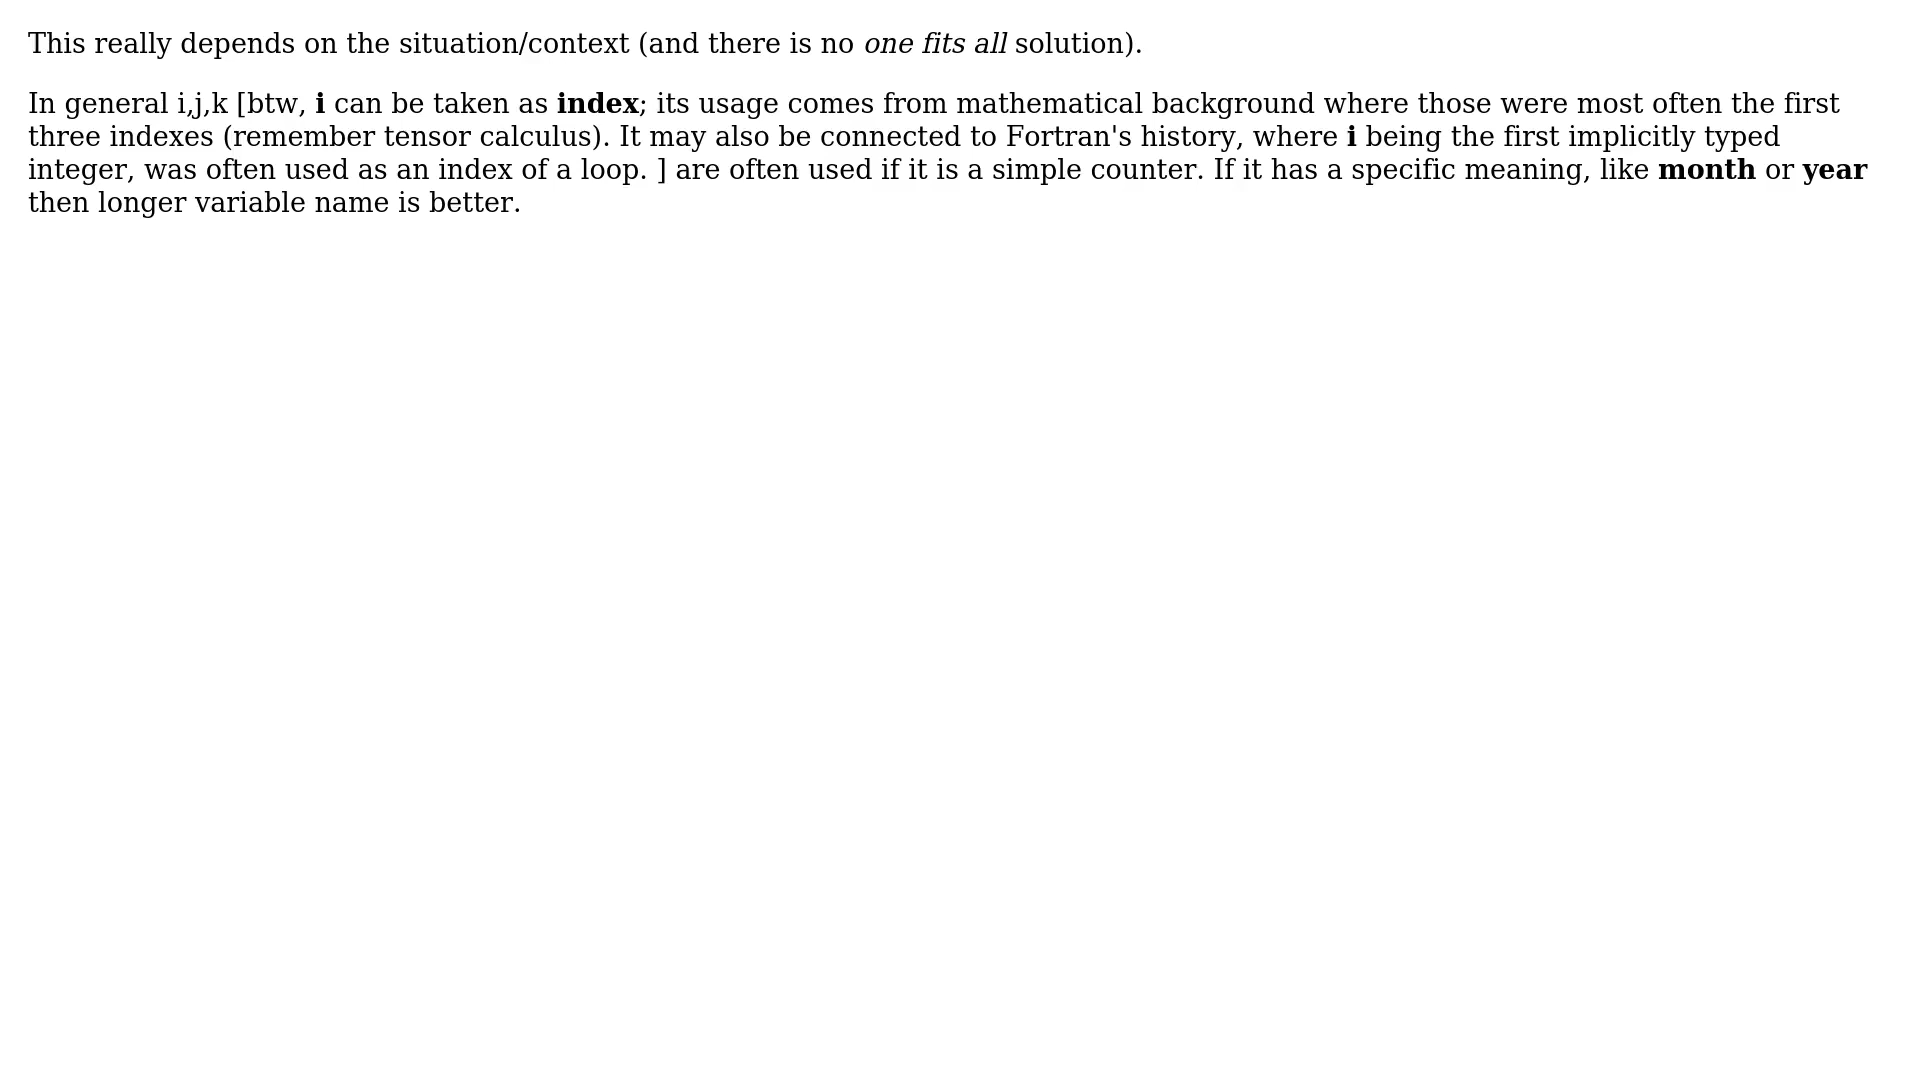 This really depends on the situation/context (and there is no one fits all solution).
In general i,j,k [btw, i can be taken as index; its usage comes from mathematical background where those were most often the first
three indexes (remember tensor calculus). It may also be connected to Fortran's history, where i being the first implicitly typed
integer, was often used as an index of a loop. ] are often used if it is a simple counter. If it has a specific meaning, like month or year
then longer variable name is better.